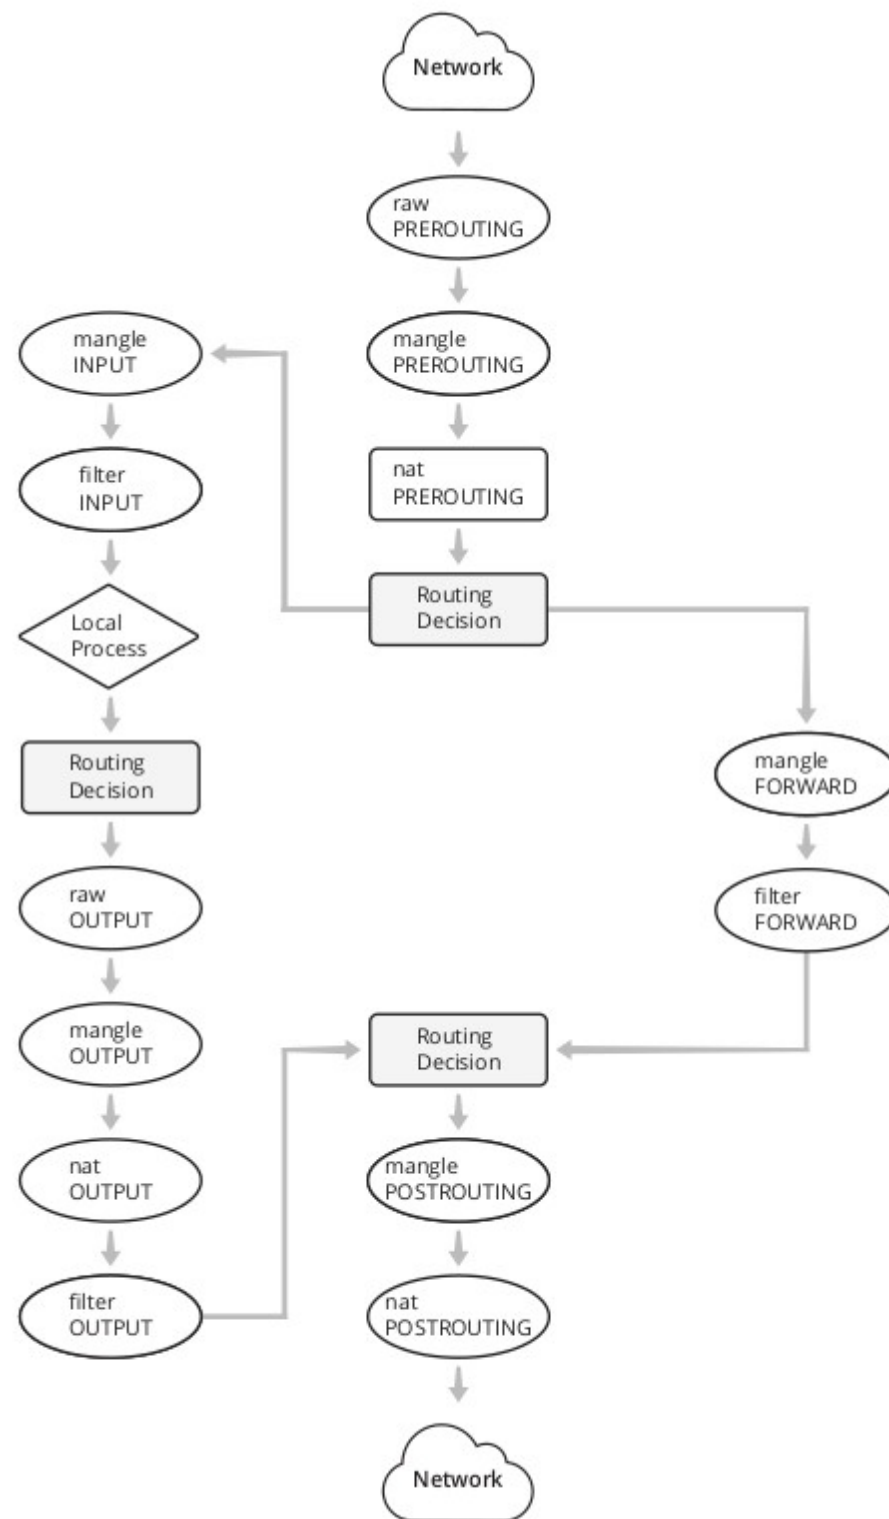 Network
raw
PREROUTING
mangle
PREROUTING
nat
PREROUTING
Routing
Decision
mangle
INPUT
filter
INPUT
Local
Process
Routing
Decision
raw
OUTPUT
mangle
OUTPUT
nat
OUTPUT
filter
OUTPUT
mangle
FORWARD
filter
FORWARD
Routing
Decision
mangle
POSTROUTING
nat
POSTROUTING
Network